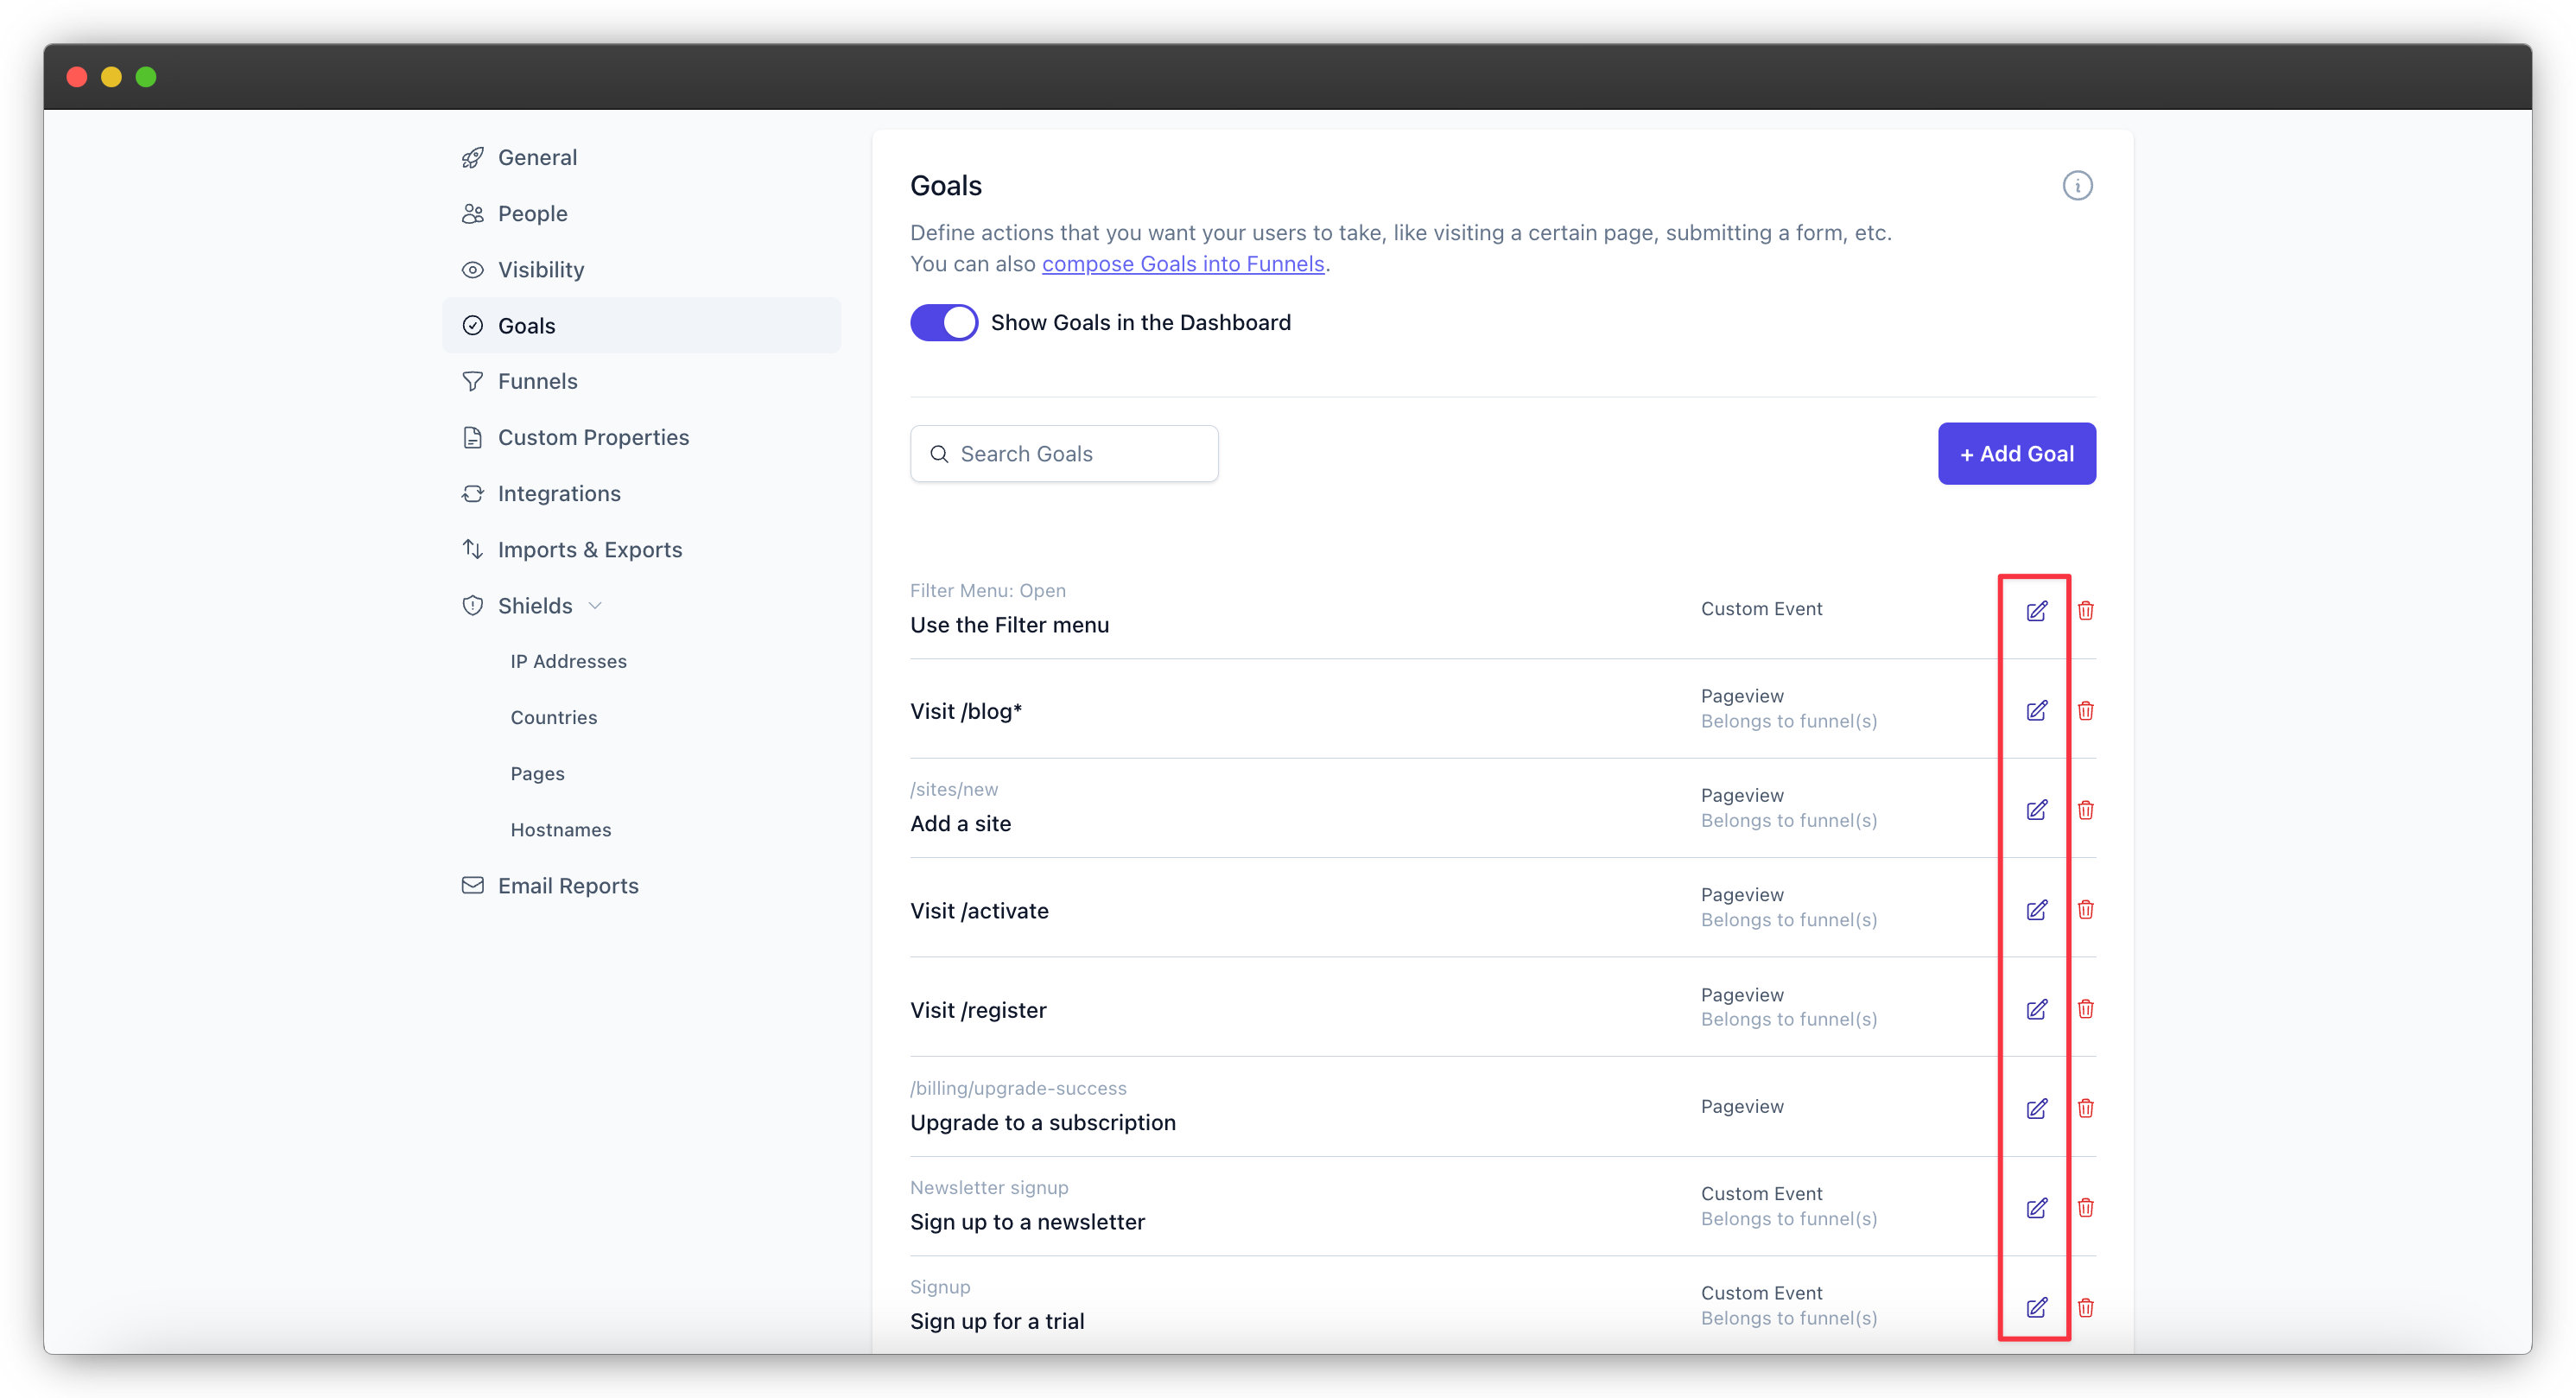 General
People
Visibility
Goals
Funnels
Custom Properties
Integrations
Imports & Exports
Shields
IP Addresses
Countries
Pages
Hostnames
Email Reports
Goals
Define actions that you want your users to take, like visiting a certain page, submitting a form, etc.
You can also compose Goals into Funnels.
Show Goals in the Dashboard
Search Goals
+ Add Goal
Filter Menu: Open
Use the Filter menu
Custom Event
Visit /blog*
Pageview
Belongs to funnel(s)
/sites/new
Add a site
Pageview
Belongs to funnel(s)
Visit /activate
Pageview
Belongs to funnel(s)
Visit /register
Pageview
Belongs to funnel(s)
/billing/upgrade-success
Upgrade to a subscription
Pageview
Newsletter signup
Sign up to a newsletter
Custom Event
Belongs to funnel(s)
Signup
Sign up for a trial
Custom Event
Belongs to funnel(s)